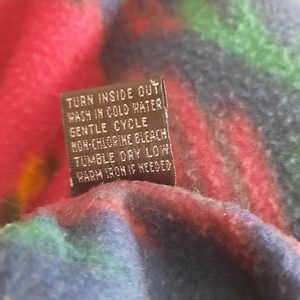 TURN INSIDE OUT
WASH IN COLD WATER
GENTLE CYCLE
NON-CHLORINE BLEACH
TUMBLE DRY LOW
WARM IRON IF NEEDED